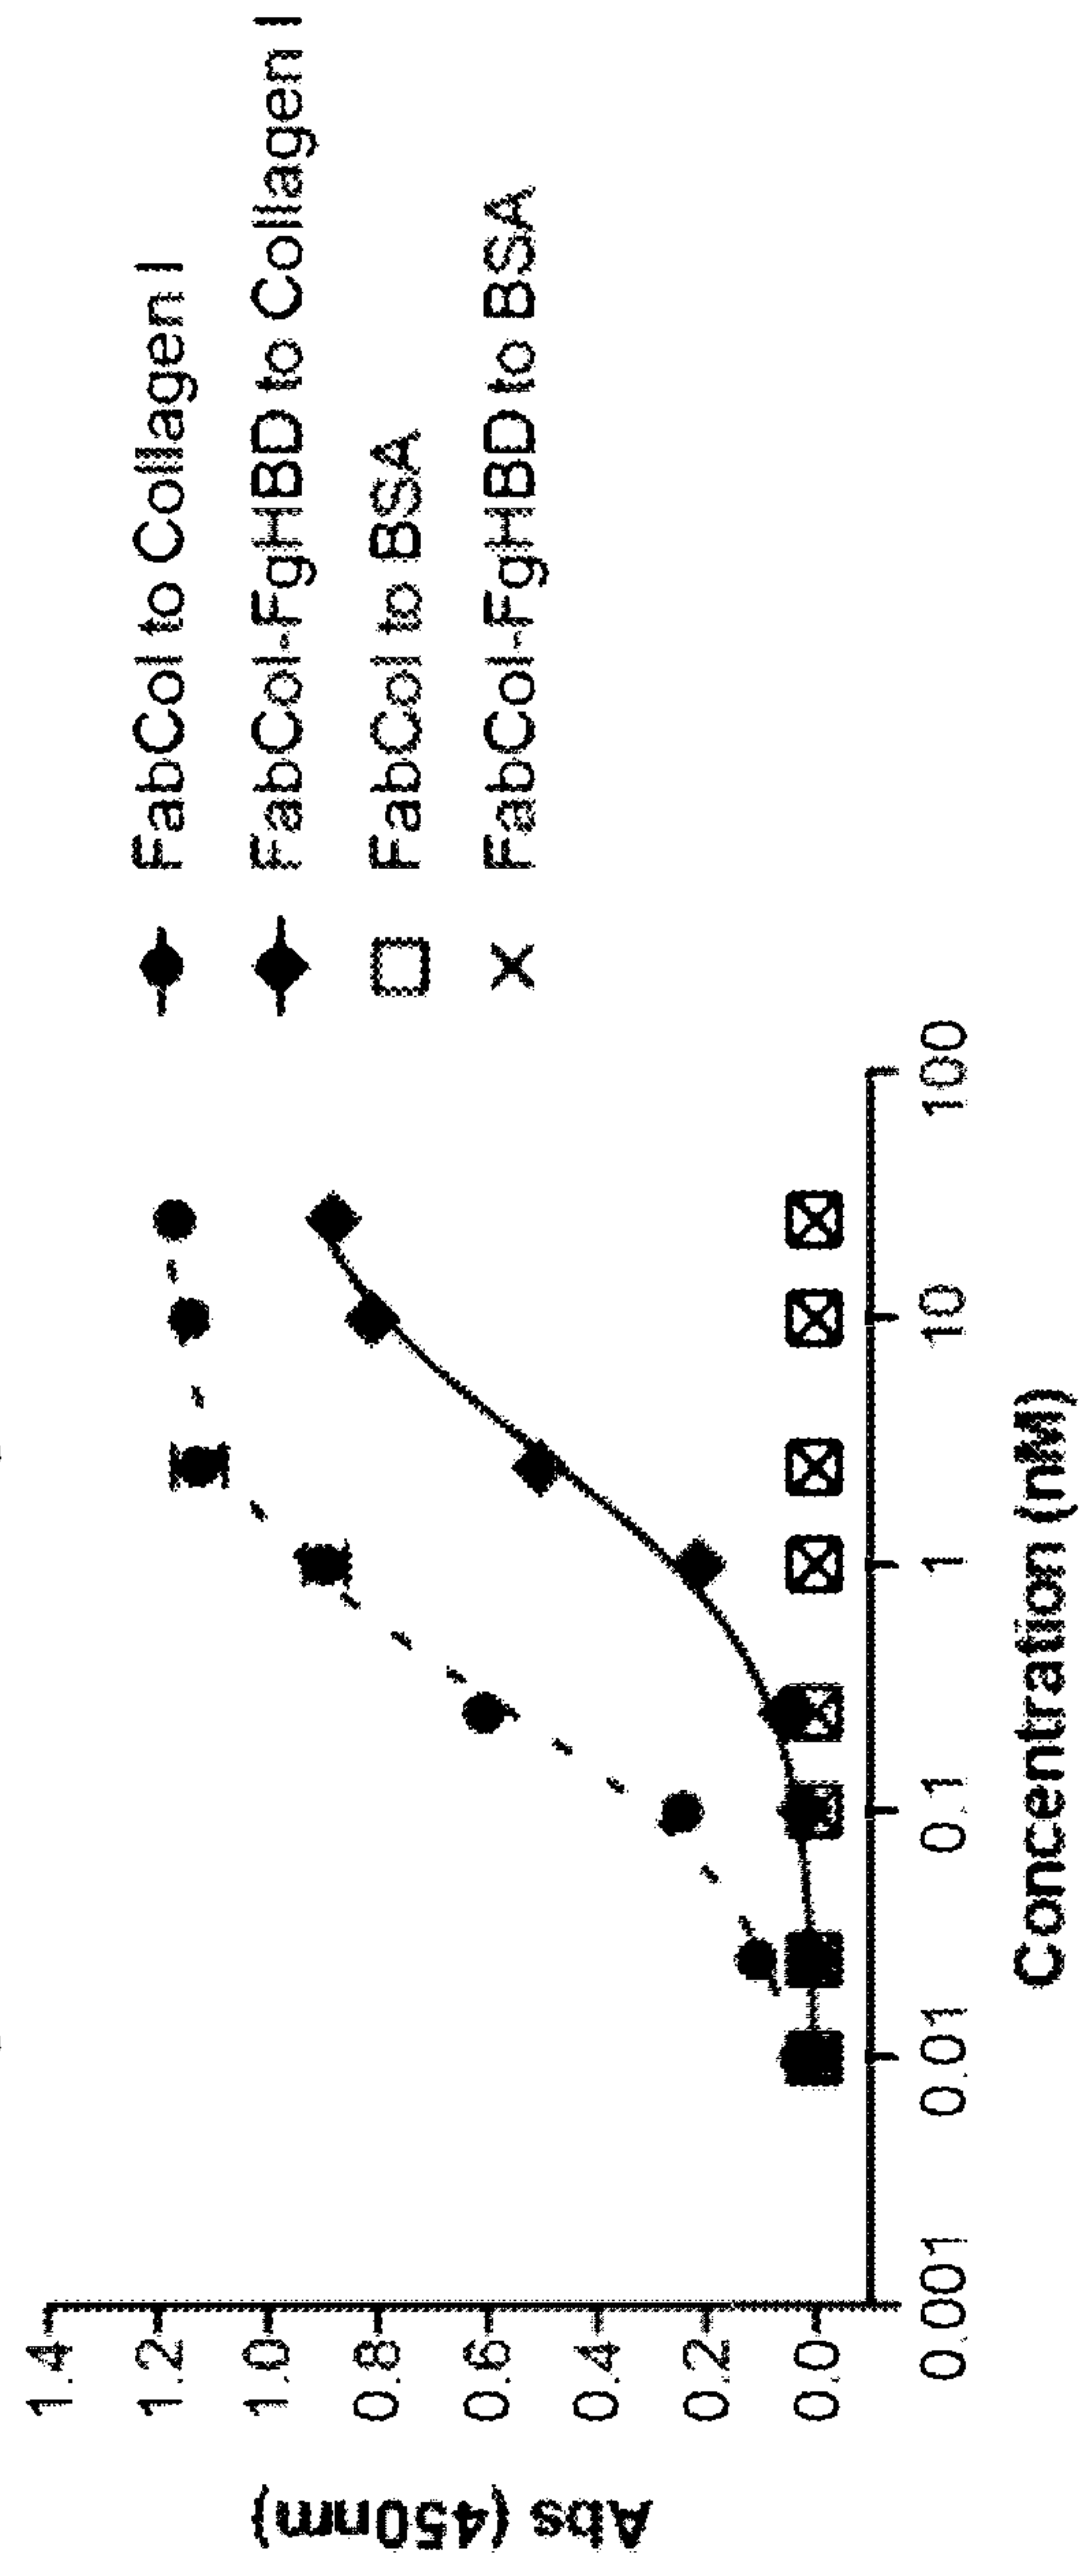 Abs (450nm)
1.4
1.2
1.0
0.8
0.6
0.4
0.2
0.0
0.001
0.01
0.1
1
10
100
Concentration (nM)
FabCol to Collagen I
FabCol-FgHBD to Collagen I
FabCol to BSA
FabCol-FgHBD to BSA